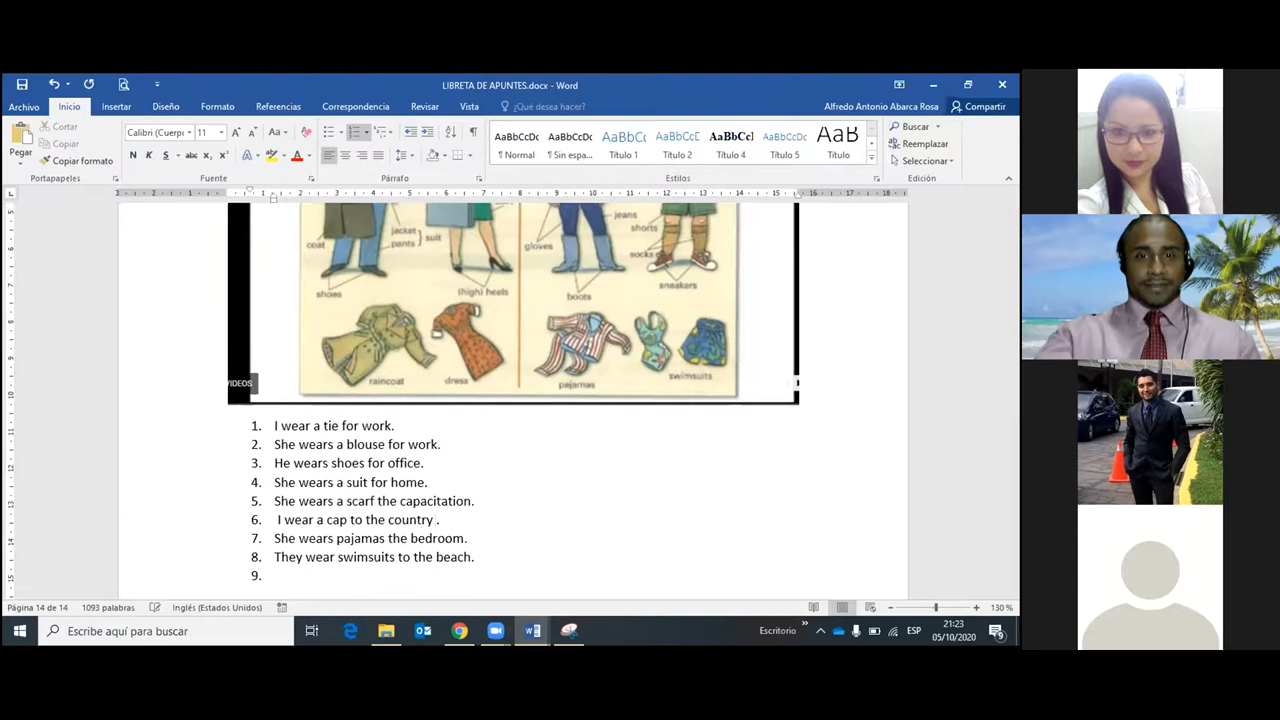 LIBRETA DE APUNTES.docx - Word
Archivo Inicio Insertar Diseño Formato Referencias Correspondencia Revisar Vista ¿Qué desea hacer? Alfredo Antonio Abarca Rosa Compartir
Pegar
Cortar
Copiar
Copiar formato
Portapapeles
Calibri (Cuerp 11
N K S abc x₂ x²
Fuente
Párrafo
AaBbCcDc AaBbCcDc AaBbC AaBbCcD AaBbCcI AaBbCcDc AaB
¶ Normal ¶ Sin espa... Título 1 Título 2 Título 4 Título 5 Título
Estilos
Buscar
Reemplazar
Seleccionar
Edición
coat
jacket
pants
suit
shoes
(high) heels
gloves
jeans
shorts
socks
boots
sneakers
raincoat
dress
pajamas
swimsuits
VIDEOS
1. I wear a tie for work.
2. She wears a blouse for work.
3. He wears shoes for office.
4. She wears a suit for home.
5. She wears a scarf the capacitation.
6. I wear a cap to the country .
7. She wears pajamas the bedroom.
8. They wear swimsuits to the beach.
9.
Página 14 de 14 1093 palabras Inglés (Estados Unidos) 130 %
Escribe aquí para buscar
Escritorio
ESP
21:23
05/10/2020